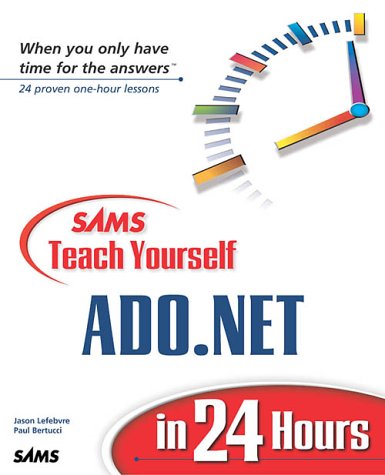 When you only have
time for the answers™
24 proven one-hour lessons
SAMS
Teach Yourself
ADO.NET
Jason Lefebvre
Paul Bertucci
in 24 Hours
SAMS